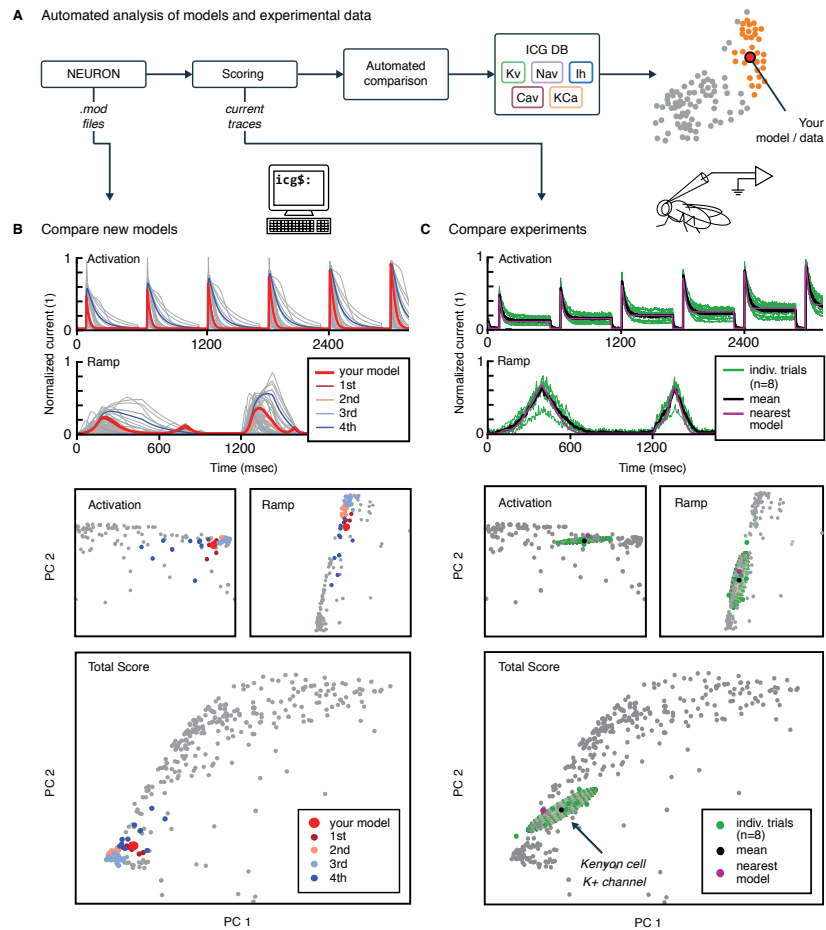 A Automated analysis of models and experimental data
NEURON
Scoring
Automated
comparison
ICG DB
Kv Nav Ih
Cav KCa
.mod
files
current
traces
Your
model / data
icg$:
B Compare new models
Activation
Normalized current (1)
1
0
0 1200 2400
Ramp
1
0
0 600 1200
Time (msec)
your model
1st
2nd
3rd
4th
Activation
Ramp
PC 2
Total Score
PC 2
your model
1st
2nd
3rd
4th
PC 1
C Compare experiments
Activation
Normalized current (1)
1
0
0 1200 2400
Ramp
1
0
0 600 1200
Time (msec)
indiv. trials
(n=8)
mean
nearest
model
Activation
Ramp
PC 2
Total Score
PC 2
Kenyon cell
K+ channel
indiv. trials
(n=8)
mean
nearest
model
PC 1